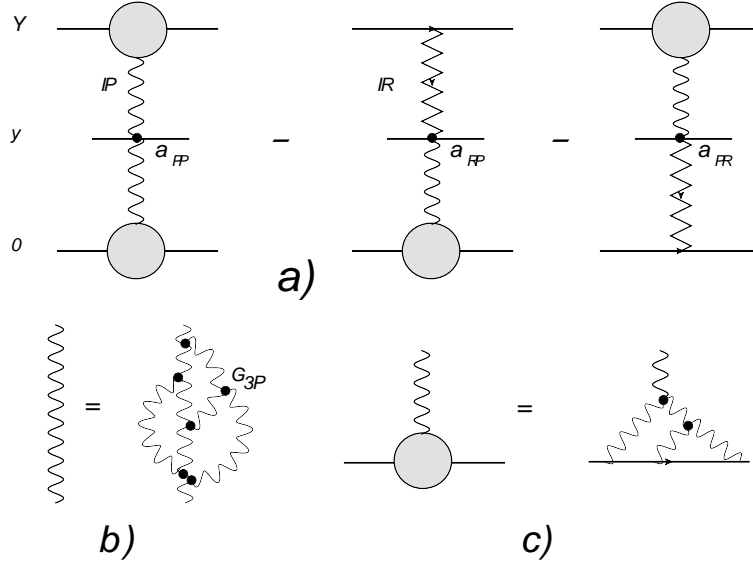 Y
IP
IR
y
a PP
–
a RP
–
a PR
0
a)
=
G3P
=
b)
c)